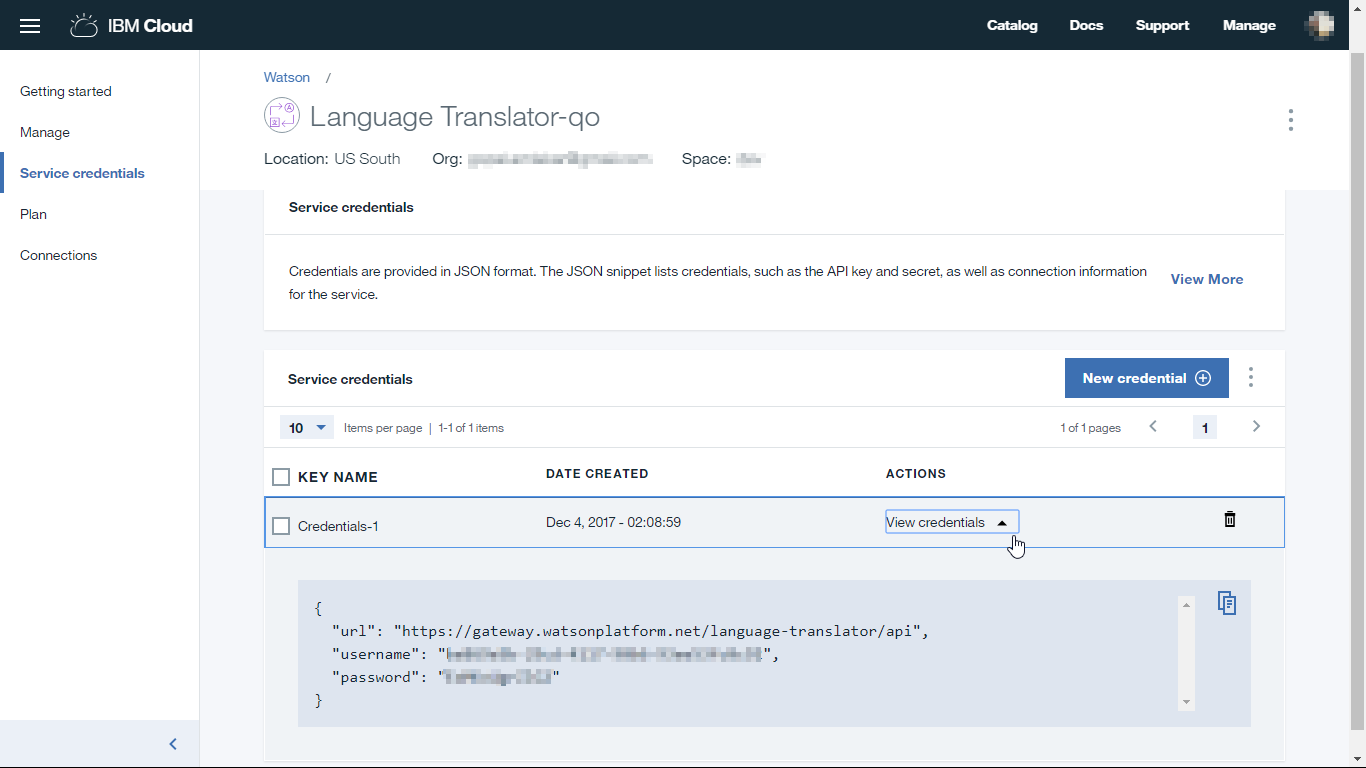 IBM Cloud
Catalog Docs Support Manage
Getting started
Manage
Service credentials
Plan
Connections
Watson /
Language Translator-qo
Location: US South Org: Space:
Service credentials
Credentials are provided in JSON format. The JSON snippet lists credentials, such as the API key and secret, as well as connection information
for the service.
View More
Service credentials
New credential
10 Items per page | 1-1 of 1 items
1 of 1 pages 1
KEY NAME DATE CREATED ACTIONS
Credentials-1 Dec 4, 2017 - 02:08:59 View credentials
{
"url": "https://gateway.watsonplatform.net/language-translator/api",
"username": "",
"password": ""
}